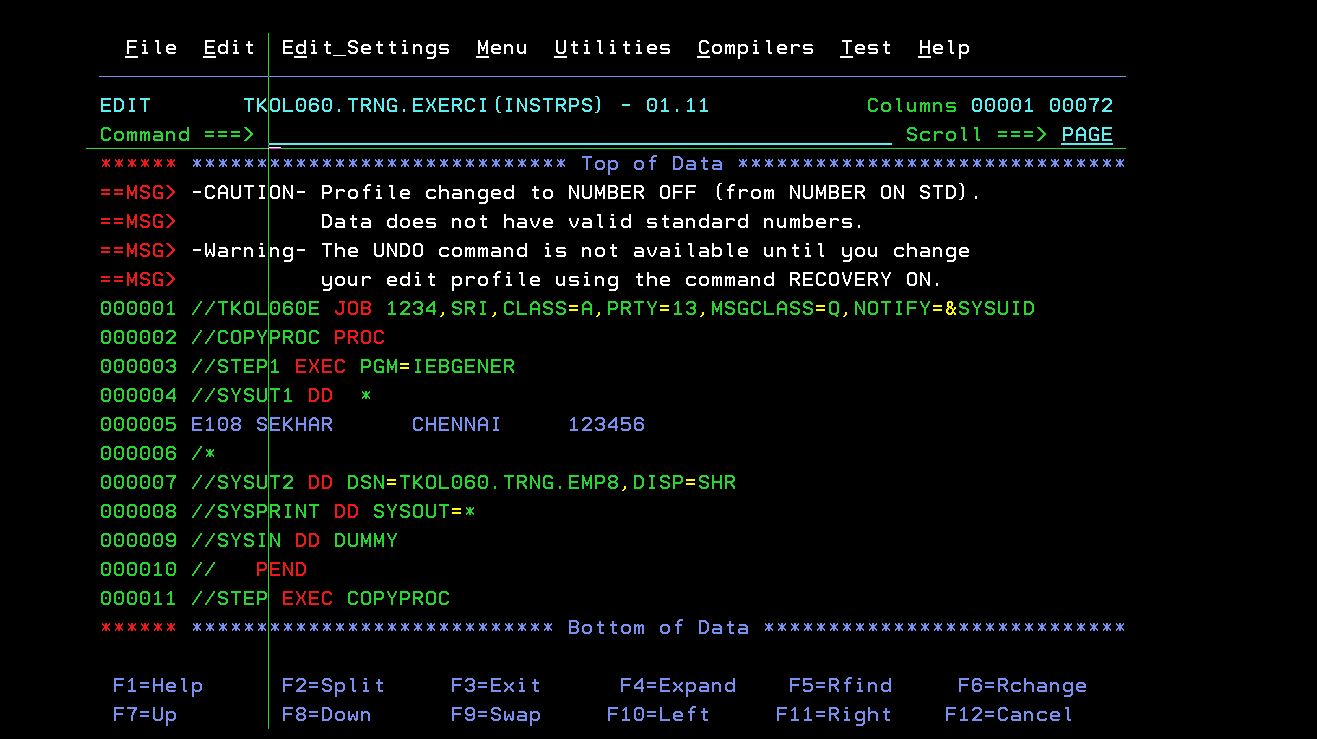 File  Edit  Edit_Settings  Menu  Utilities  Compilers  Test  Help
EDIT       TKOL060.TRNG.EXERCI(INSTRPS) - 01.11            Columns 00001 00072
Command ===>                                                  Scroll ===> PAGE
****** ***************************** Top of Data ******************************
==MSG> -CAUTION- Profile changed to NUMBER OFF (from NUMBER ON STD).
==MSG>           Data does not have valid standard numbers.
==MSG> -Warning- The UNDO command is not available until you change
==MSG>           your edit profile using the command RECOVERY ON.
000001 //TKOL060E JOB 1234,SRI,CLASS=A,PRTY=13,MSGCLASS=Q,NOTIFY=&SYSUID
000002 //COPYPROC PROC
000003 //STEP1 EXEC PGM=IEBGENER
000004 //SYSUT1 DD  *
000005 E108 SEKHAR      CHENNAI     123456
000006 /*
000007 //SYSUT2 DD DSN=TKOL060.TRNG.EMP8,DISP=SHR
000008 //SYSPRINT DD SYSOUT=*
000009 //SYSIN DD DUMMY
000010 //   PEND
000011 //STEP EXEC COPYPROC
****** **************************** Bottom of Data ****************************
F1=Help      F2=Split     F3=Exit      F4=Expand    F5=Rfind     F6=Rchange
F7=Up        F8=Down      F9=Swap     F10=Left     F11=Right    F12=Cancel